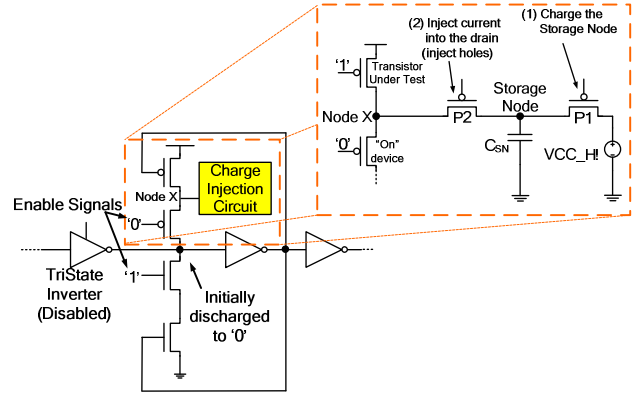 (2) Inject current
into the drain
(inject holes)
(1) Charge the
Storage Node
'1'
Transistor
Under Test
Storage
Node
Node X
P2
P1
'0'
"On"
device
CSN
VCC_H!
Charge
Injection
Circuit
Node X
Enable Signals
'0'
TriState
Inverter
(Disabled)
'1'
Initially
discharged
to '0'